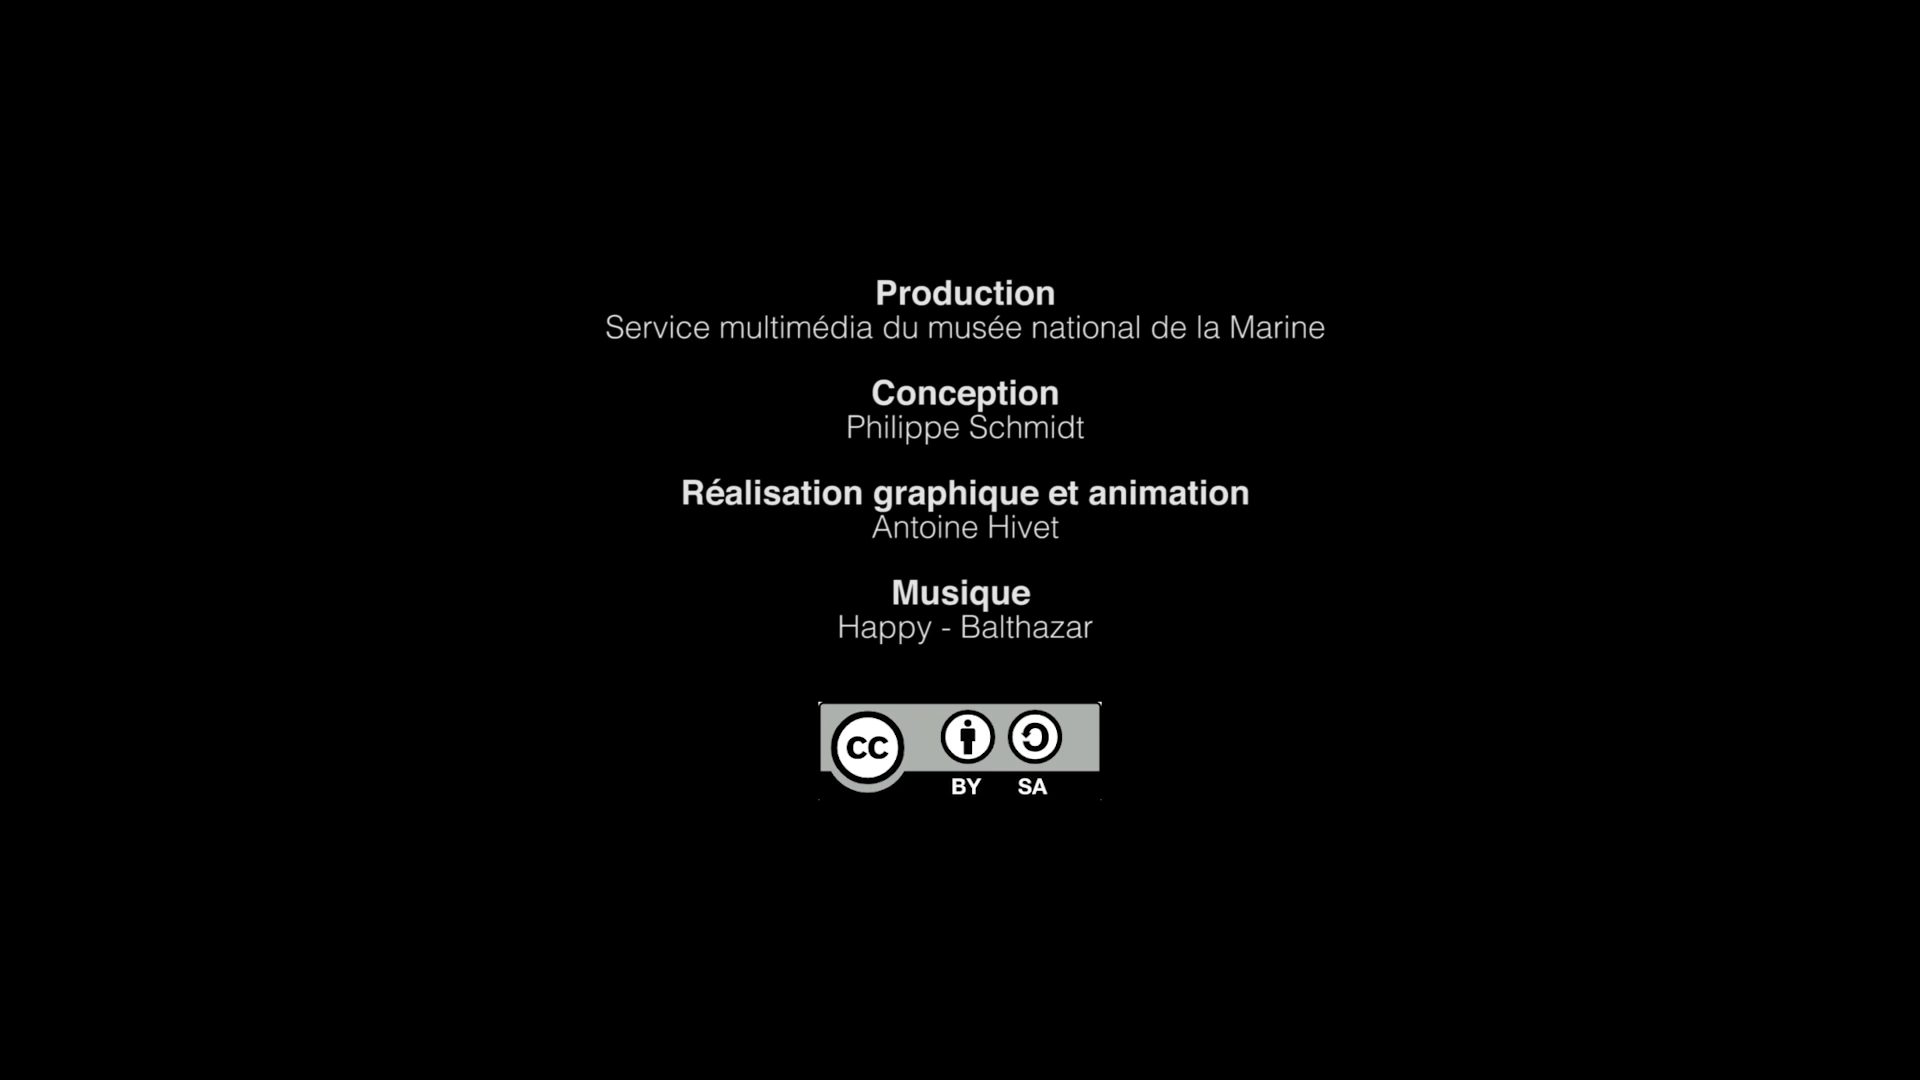 Production
Service multimédia du musée national de la Marine
Conception
Philippe Schmidt
Réalisation graphique et animation
Antoine Hivet
Musique
Happy - Balthazar
CC
BY SA